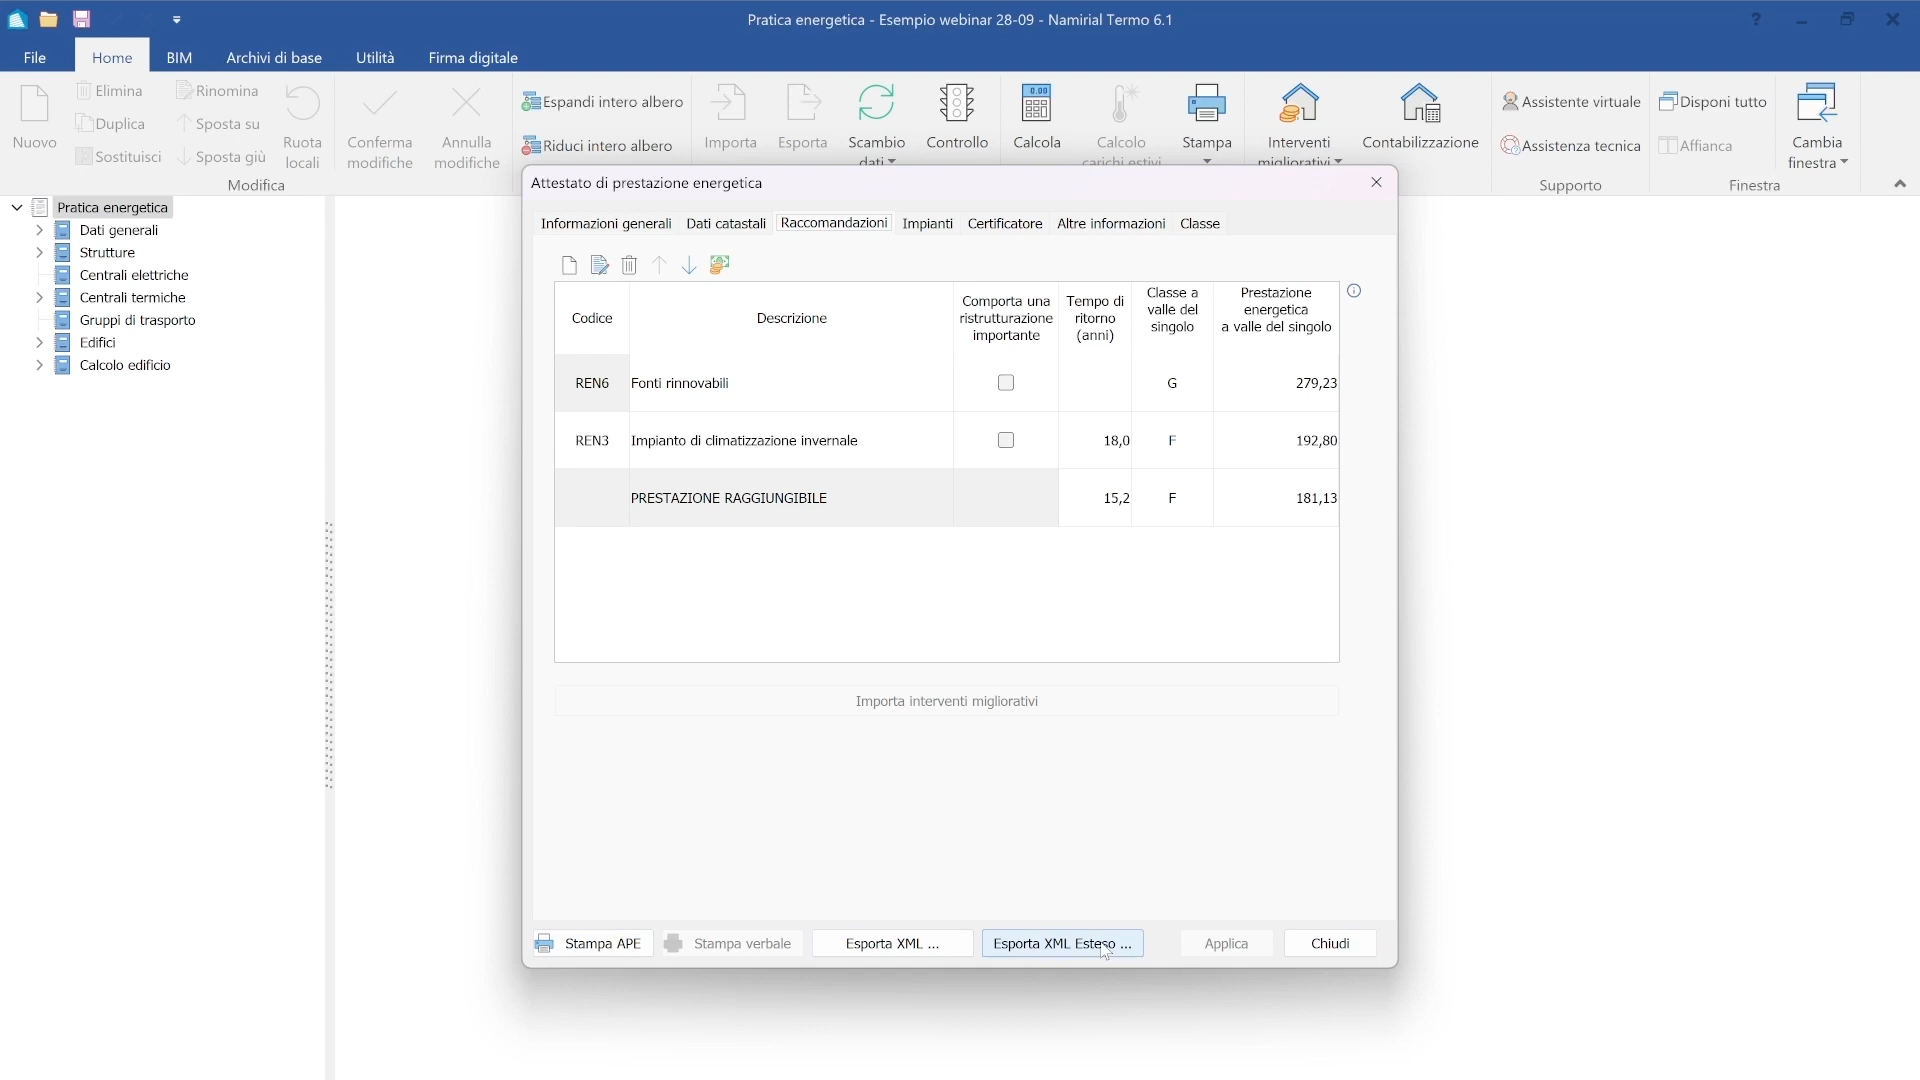 Pratica energetica - Esempio webinar 28-09 - Namirial Termo 6.1
?
File Home BIM Archivi di base Utilità Firma digitale
Nuovo
Elimina
Duplica
Sostituisci
Rinomina
Sposta su
Sposta giù
Ruota
locali
Modifica
Conferma
modifiche
Annulla
modifiche
Espandi intero albero
Riduci intero albero
Importa
Esporta
Scambio
dati
Controllo
0.00
Calcola
Calcolo
carichi estivi
Stampa
Interventi
migliorativi
Contabilizzazione
Assistente virtuale
Assistenza tecnica
Supporto
Disponi tutto
Affianca
Cambia
finestra
Finestra
Pratica energetica
Dati generali
Strutture
Centrali elettriche
Centrali termiche
Gruppi di trasporto
Edifici
Calcolo edificio
Attestato di prestazione energetica
Informazioni generali Dati catastali Raccomandazioni Impianti Certificatore Altre informazioni Classe
Codice
Descrizione
Comporta una
ristrutturazione
importante
Tempo di
ritorno
(anni)
Classe a
valle del
singolo
Prestazione
energetica
a valle del singolo
REN6 Fonti rinnovabili G 279,23
REN3 Impianto di climatizzazione invernale 18,0 F 192,80
PRESTAZIONE RAGGIUNGIBILE 15,2 F 181,13
Importa interventi migliorativi
Stampa APE Stampa verbale Esporta XML ... Esporta XML Esteso ... Applica Chiudi